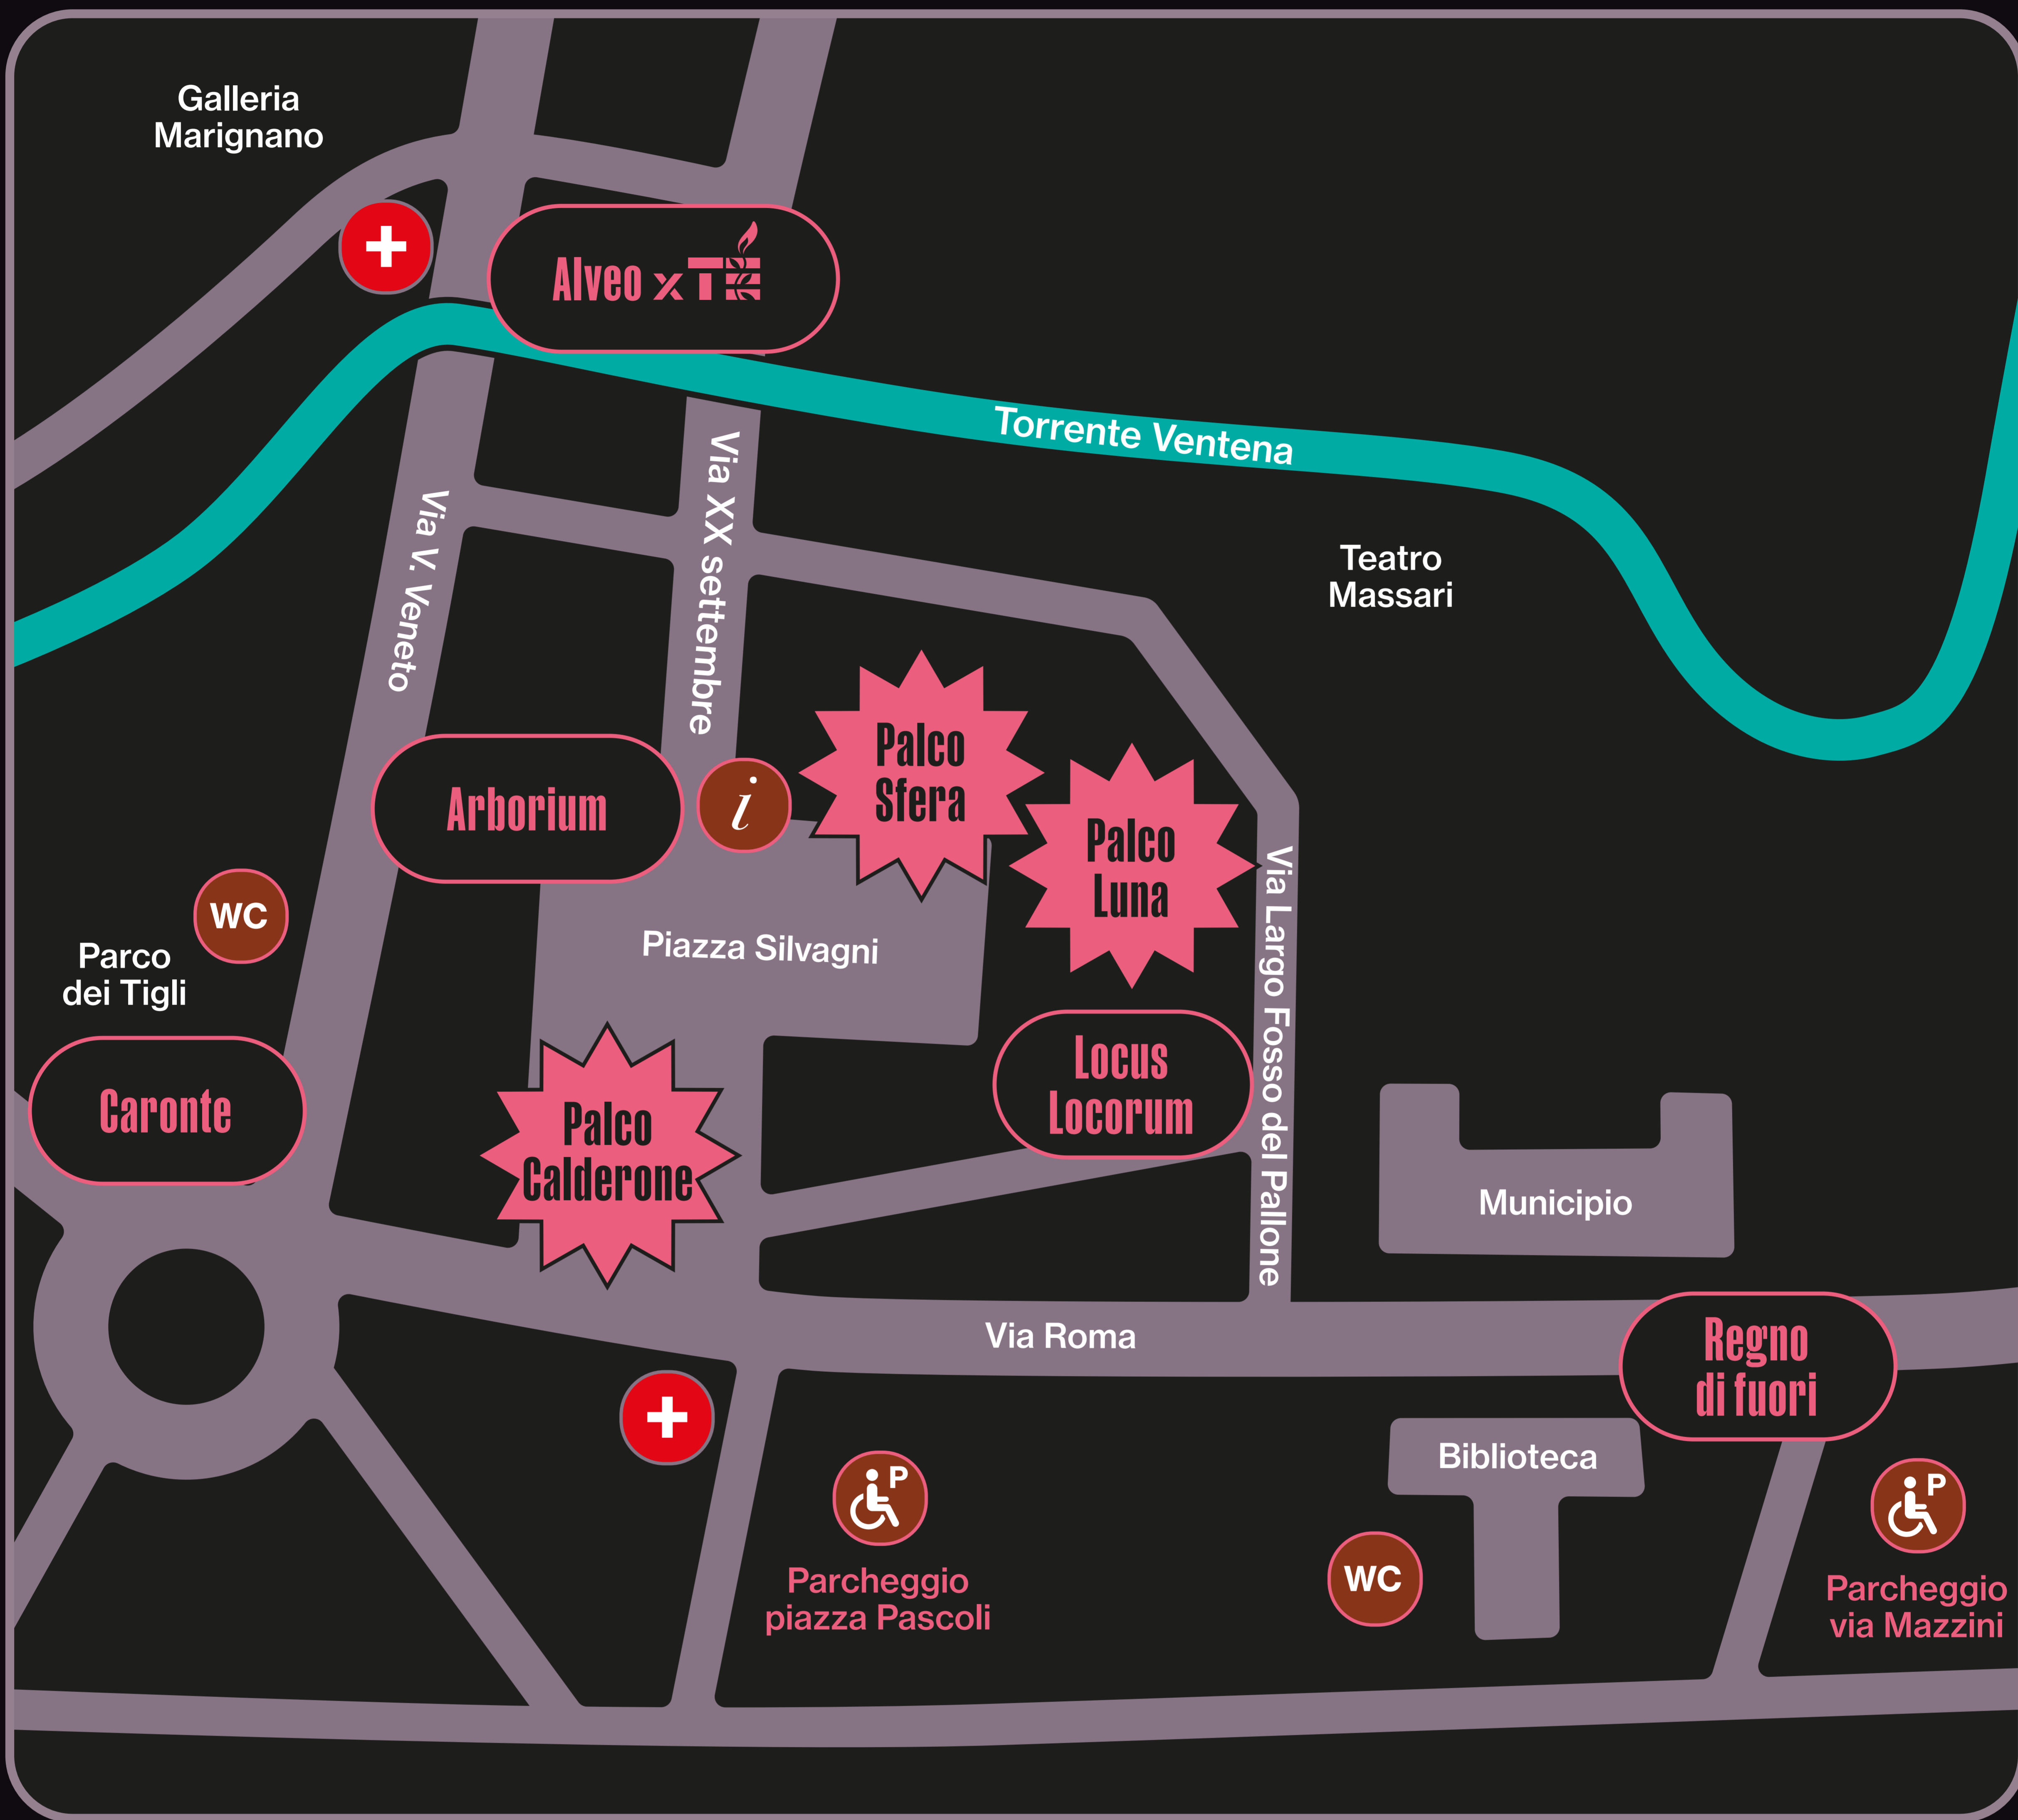 Galleria
Marignano
Alveo x
Torrente Ventena
Via V. Veneto
Via XX settembre
Teatro
Massari
Palco
Sfera
Arborium
i
Palco
Luna
WC
Parco
dei Tigli
Piazza Silvagni
Via Largo Fosso del Pallone
Caronte
Locus
Locorum
Palco
Calderone
Municipio
Via Roma
Regno
di fuori
Biblioteca
P
Parcheggio
piazza Pascoli
WC
P
Parcheggio
via Mazzini